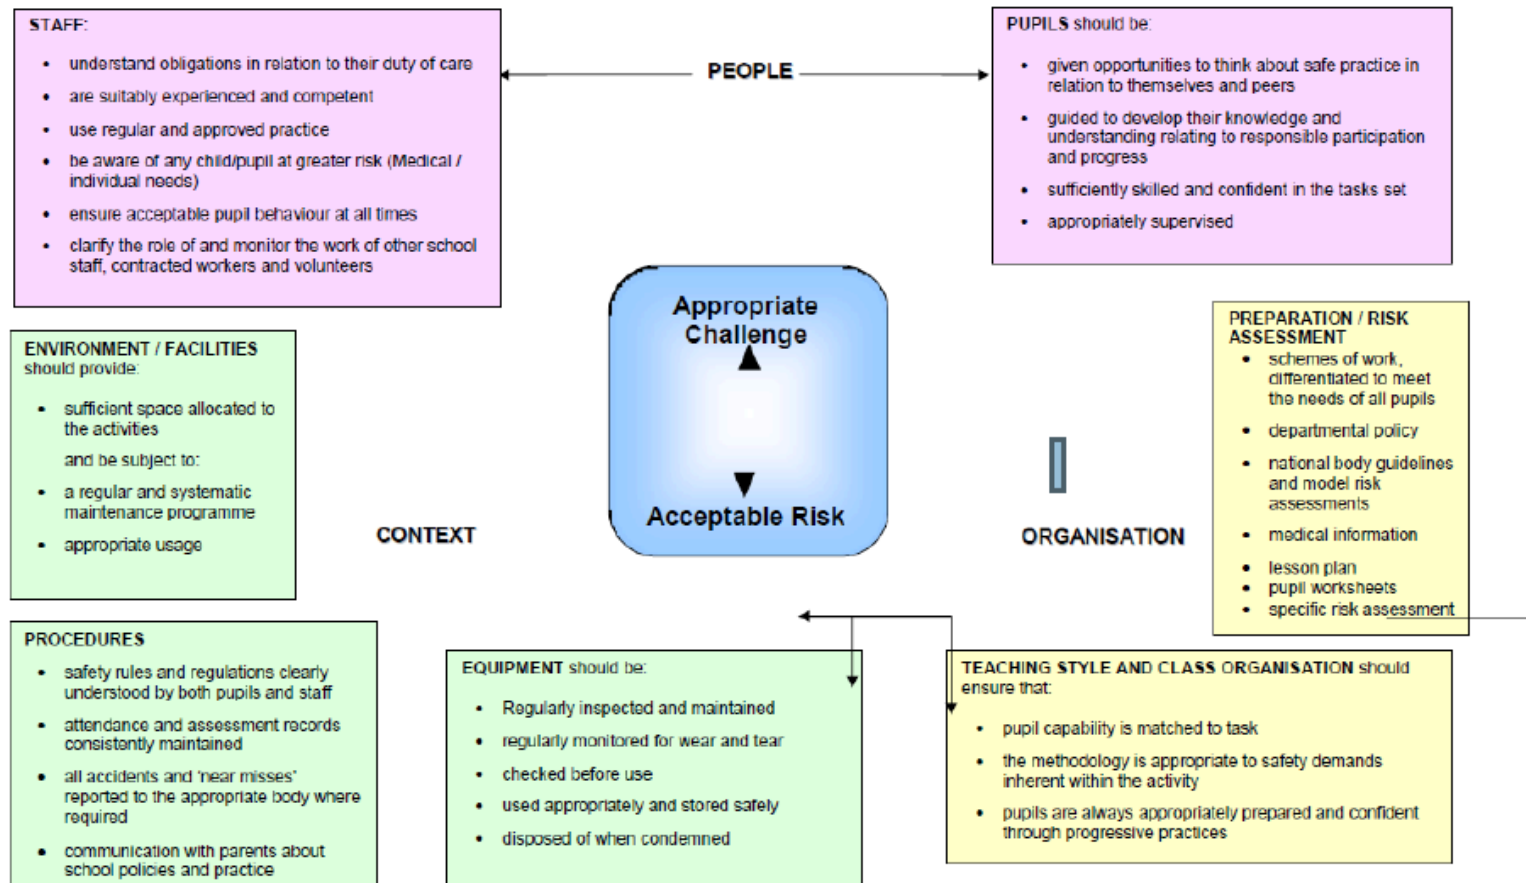 STAFF:
• understand obligations in relation to their duty of care
• are suitably experienced and competent
• use regular and approved practice
• be aware of any child/pupil at greater risk (Medical /
individual needs)
• ensure acceptable pupil behaviour at all times
• clarify the role of and monitor the work of other school
staff, contracted workers and volunteers
PEOPLE
PUPILS should be:
• given opportunities to think about safe practice in
relation to themselves and peers
• guided to develop their knowledge and
understanding relating to responsible participation
and progress
• sufficiently skilled and confident in the tasks set
• appropriately supervised
ENVIRONMENT / FACILITIES
should provide:
• sufficient space allocated to
the activities
and be subject to:
• a regular and systematic
maintenance programme
• appropriate usage
CONTEXT
Appropriate
Challenge
Acceptable Risk
ORGANISATION
PREPARATION / RISK
ASSESSMENT
• schemes of work,
differentiated to meet
the needs of all pupils
• departmental policy
• national body guidelines
and model risk
assessments
• medical information
• lesson plan
• pupil worksheets
• specific risk assessment
PROCEDURES
• safety rules and regulations clearly
understood by both pupils and staff
• attendance and assessment records
consistently maintained
• all accidents and 'near misses'
reported to the appropriate body where
required
• communication with parents about
school policies and practice
EQUIPMENT should be:
• Regularly inspected and maintained
• regularly monitored for wear and tear
• checked before use
• used appropriately and stored safely
• disposed of when condemned
TEACHING STYLE AND CLASS ORGANISATION should
ensure that:
• pupil capability is matched to task
• the methodology is appropriate to safety demands
inherent within the activity
• pupils are always appropriately prepared and confident
through progressive practices